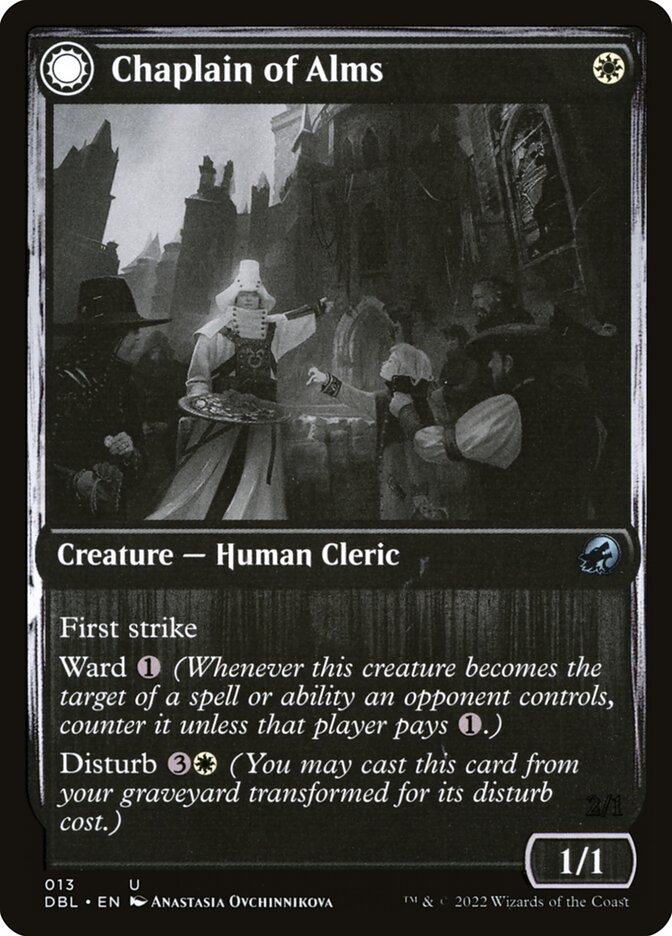 Chaplain of Alms
Creature — Human Cleric
First strike
Ward 1 (Whenever this creature becomes the
target of a spell or ability an opponent controls,
counter it unless that player pays 1.)
Disturb 3 (You may cast this card from
your graveyard transformed for its disturb
cost.)
2/1
1/1
013 U
DBL • EN Anastasia Ovchinnikova ™ & © 2022 Wizards of the Coast